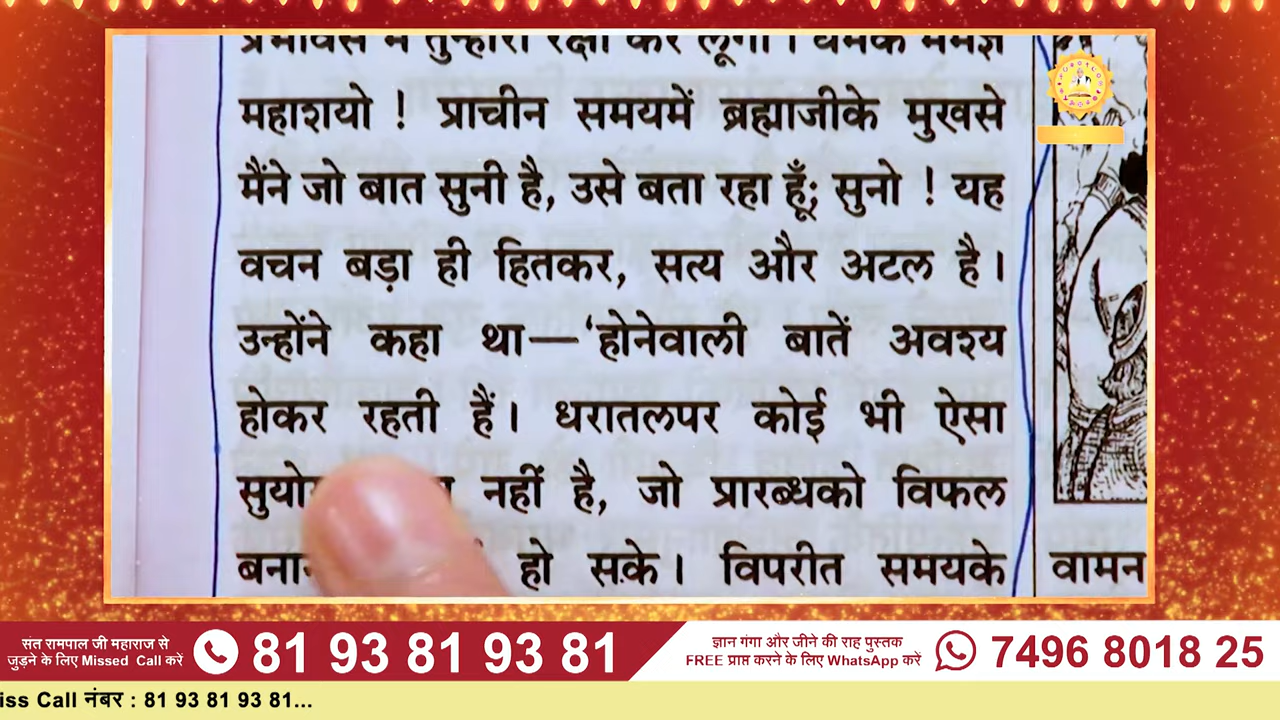 महाशयो ! प्राचीन समयमें ब्रह्माजीके मुखसे
मैंने जो बात सुनी है, उसे बता रहा हूँ; सुनो ! यह
वचन बड़ा ही हितकर, सत्य और अटल है।
उन्होंने कहा था—‘होनेवाली बातें अवश्य
होकर रहती हैं। धरातलपर कोई भी ऐसा
नहीं है, जो प्रारब्धको विफल
हो सके। विपरीत समयके
वामन
संत रामपाल जी महाराज से
जुड़ने के लिए Missed Call करें
81 93 81 93 81
ज्ञान गंगा और जीने की राह पुस्तक
FREE प्राप्त करने के लिए WhatsApp करें
7496 8018 25
iss Call नंबर : 81 93 81 93 81...